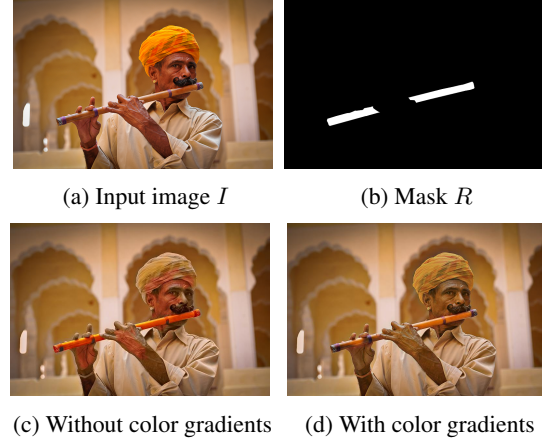 (a) Input image I
(b) Mask R
(c) Without color gradients
(d) With color gradients